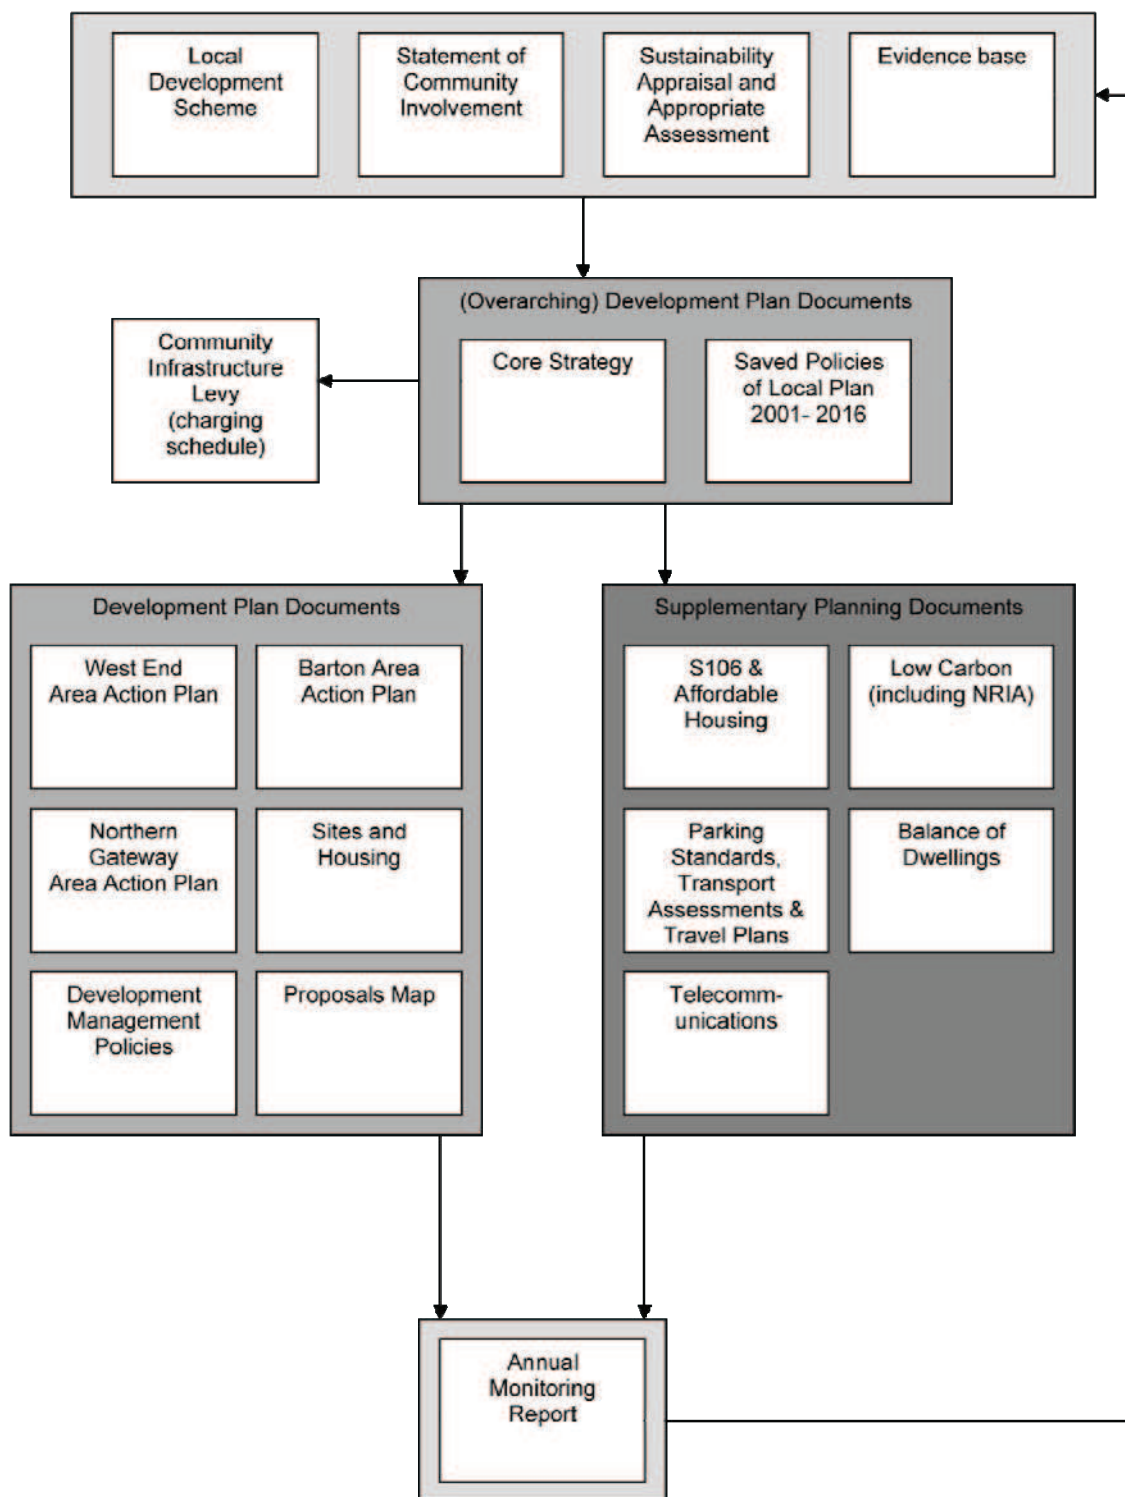 Local
Development
Scheme
Statement of
Community
Involvement
Sustainability
Appraisal and
Appropriate
Assessment
Evidence base
(Overarching) Development Plan Documents
Community
Infrastructure
Levy
(charging
schedule)
Core Strategy
Saved Policies
of Local Plan
2001- 2016
Development Plan Documents
West End
Area Action Plan
Barton Area
Action Plan
Northern
Gateway
Area Action Plan
Sites and
Housing
Development
Management
Policies
Proposals Map
Supplementary Planning Documents
S106 &
Affordable
Housing
Low Carbon
(including NRIA)
Parking
Standards,
Transport
Assessments &
Travel Plans
Balance of
Dwellings
Telecomm-
unications
Annual
Monitoring
Report